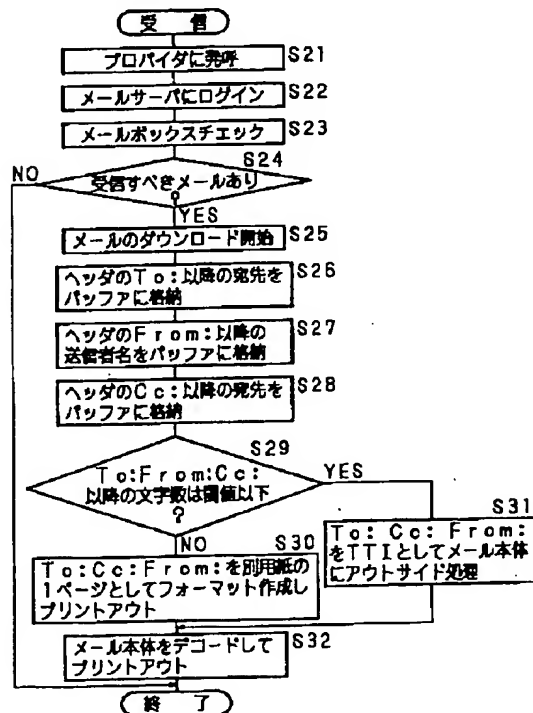 受 信
プロバイダに発呼 S21
メールサーバにログイン S22
メールボックスチェック S23
S24
NO
受信すべきメールあり
?
YES
メールのダウンロード開始 S25
ヘッダのTo:以降の宛先を
バッファに格納
S26
ヘッダのFrom:以降の
送信者名をバッファに格納
S27
ヘッダのCc:以降の宛先を
バッファに格納
S28
S29
To:From:Cc:
以降の文字数は閾値以下
?
YES
NO
S30
To:Cc:From:を別用紙の
1ページとしてフォーマット作成し
プリントアウト
S31
To: Cc: From:
をTTIとしてメール本体
にアウトサイド処理
メール本体をデコードして
プリントアウト
S32
終 了